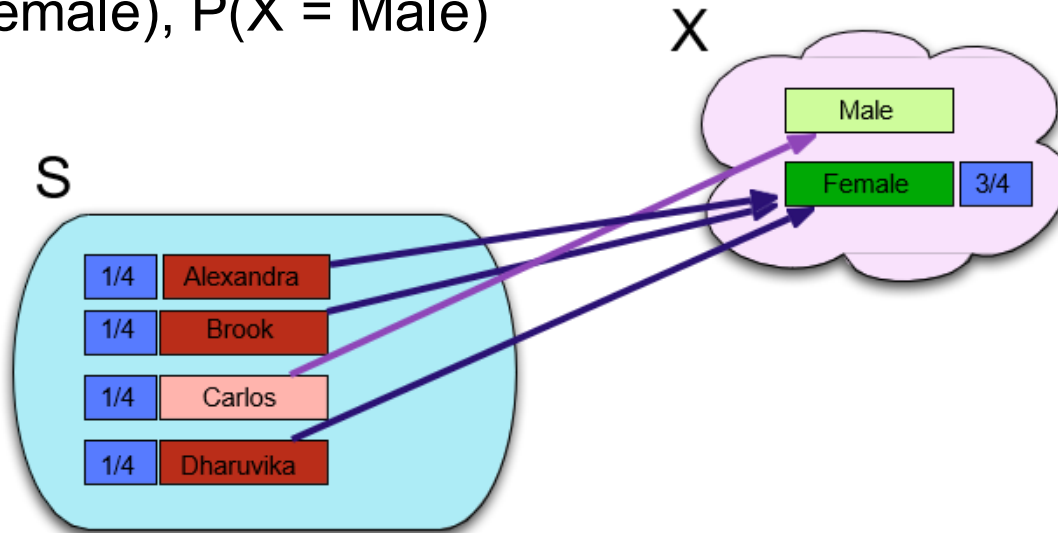 emale), P(X = Male)
X
Male
Female 3/4
S
1/4 Alexandra
1/4 Brook
1/4 Carlos
1/4 Dharuvika